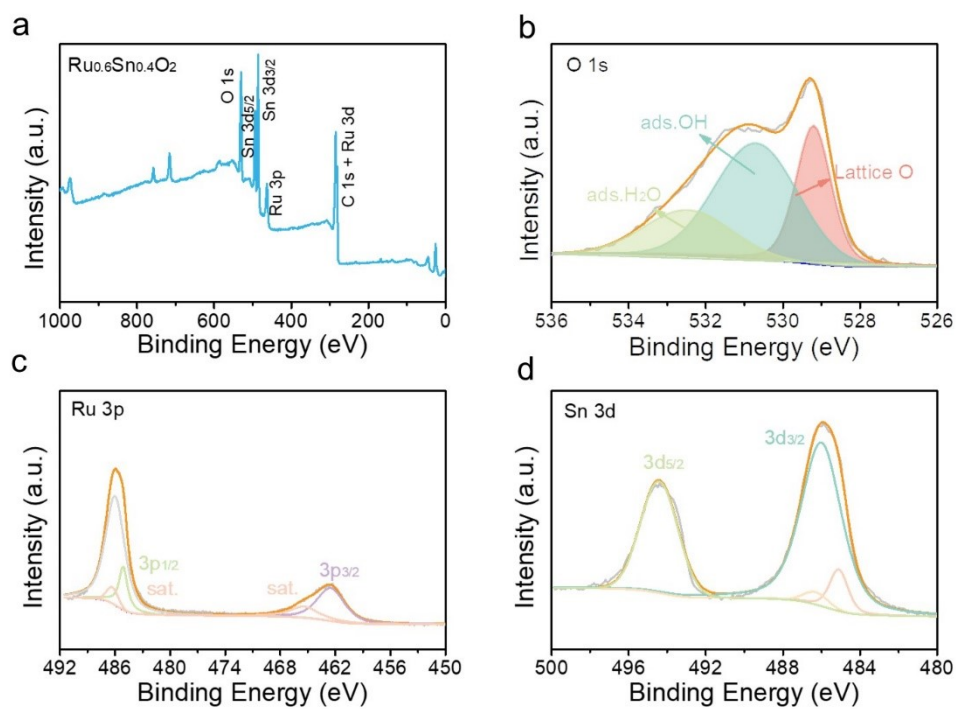 a
Ru0.6Sn0.4O2
O 1s
Sn 3d5/2
Sn 3d3/2
Ru 3p
C 1s + Ru 3d
Intensity (a.u.)
1000 800 600 400 200 0
Binding Energy (eV)
b
O 1s
ads.OH
ads.H2O
Lattice O
Intensity (a.u.)
536 534 532 530 528 526
Binding Energy (eV)
c
Ru 3p
3p1/2
sat.
sat.
3p3/2
Intensity (a.u.)
492 486 480 474 468 462 456 450
Binding Energy (eV)
d
Sn 3d
3d5/2
3d3/2
Intensity (a.u.)
500 496 492 488 484 480
Binding Energy (eV)